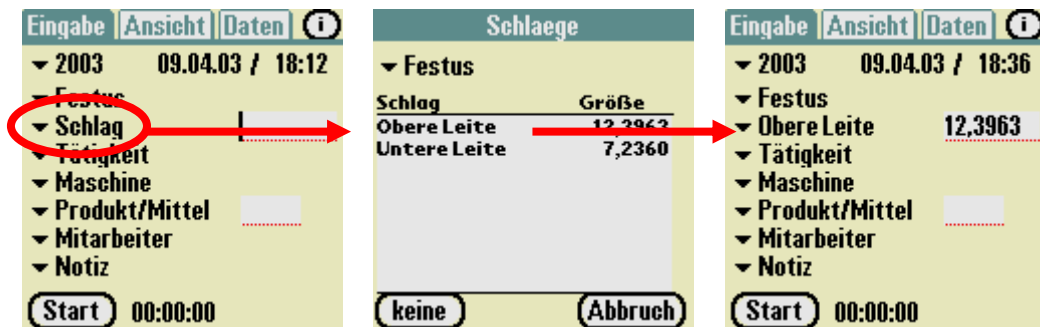 Eingabe Ansicht Daten i
2003 09.04.03 / 18:12
Festus
Schlag
Tätigkeit
Maschine
Produkt/Mittel
Mitarbeiter
Notiz
Start 00:00:00
Schlaege
Festus
Schlag Größe
Obere Leite 12,3963
Untere Leite 7,2360
keine Abbruch
Eingabe Ansicht Daten i
2003 09.04.03 / 18:36
Festus
Obere Leite 12,3963
Tätigkeit
Maschine
Produkt/Mittel
Mitarbeiter
Notiz
Start 00:00:00